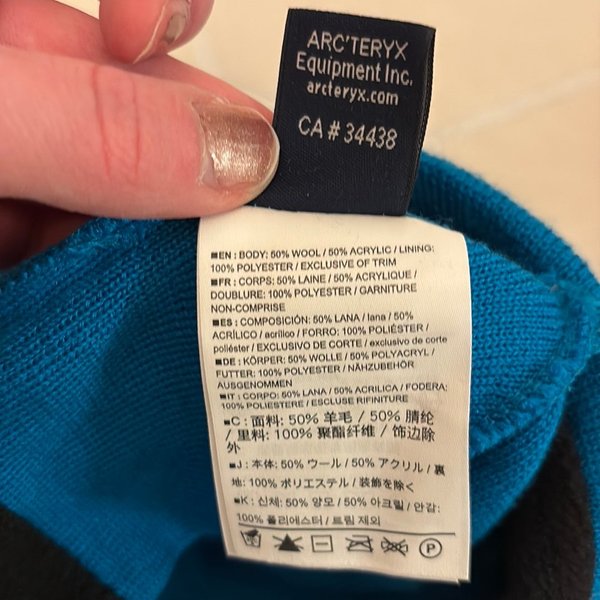 ARC'TERYX
Equipment Inc.
arcteryx.com
CA # 34438
■EN : BODY: 50% WOOL / 50% ACRYLIC / LINING:
100% POLYESTER / EXCLUSIVE OF TRIM
■FR : CORPS: 50% LAINE / 50% ACRYLIQUE /
DOUBLURE: 100% POLYESTER / GARNITURE
NON-COMPRISE
■ES : COMPOSICIÓN: 50% LANA / lana / 50%
ACRÍLICO / acrílico / FORRO: 100% POLIÉSTER /
poliéster / EXCLUSIVO DE CORTE / exclusivo de corte
■DE : KÖRPER: 50% WOLLE / 50% POLYACRYL /
FUTTER: 100% POLYESTER / NÄHZUBEHÖR
AUSGENOMMEN
■IT : CORPO: 50% LANA / 50% ACRILICA / FODERA:
100% POLIESTERE / ESCLUSE RIFINITURE
■C : 面料: 50% 羊毛 / 50% 腈纶
/ 里料: 100% 聚酯纤维 / 饰边除
外
■J : 本体: 50% ウール / 50% アクリル / 裏
地: 100% ポリエステル / 装飾を除く
■K : 신체: 50% 양모 / 50% 아크릴 / 안감:
100% 폴리에스터 / 트림 제외
P